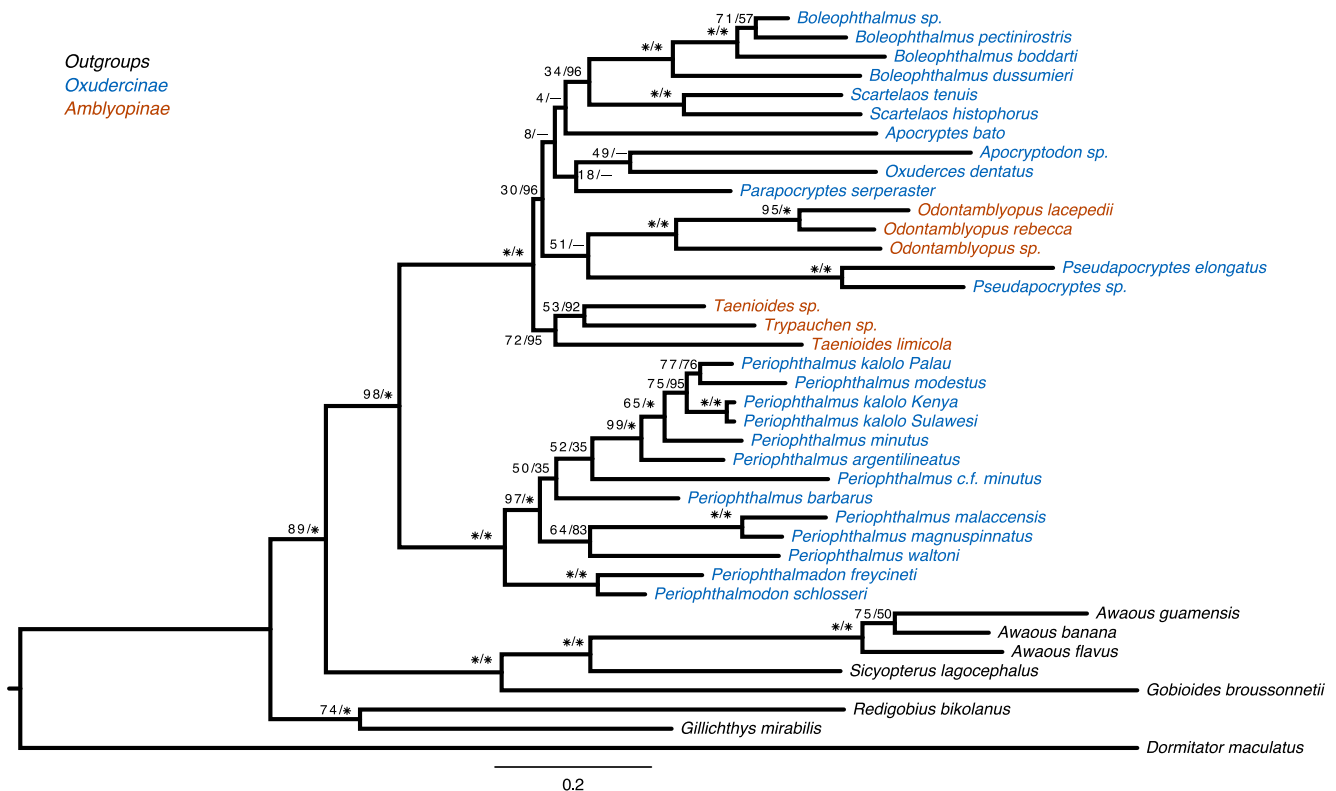 Outgroups
Oxudercinae
Amblyopinae
71/57
Boleophthalmus sp.
*/*
Boleophthalmus pectinirostris
*/*
Boleophthalmus boddarti
34/96
Boleophthalmus dussumieri
*/*
Scartelaos tenuis
4/—
Scartelaos histophorus
8/—
Apocryptes bato
49/—
Apocryptodon sp.
18/—
Oxuderces dentatus
30/96
Parapocryptes serperaster
95/*
Odontamblyopus lacepedii
*/*
Odontamblyopus rebecca
51/—
Odontamblyopus sp.
*/*
*/*
Pseudapocryptes elongatus
Pseudapocryptes sp.
53/92
Taenioides sp.
Trypauchen sp.
72/95
Taenioides limicola
77/76
Periophthalmus kalolo Palau
75/95
Periophthalmus modestus
98/*
65/*
*/*
Periophthalmus kalolo Kenya
Periophthalmus kalolo Sulawesi
99/*
Periophthalmus minutus
52/35
Periophthalmus argentilineatus
50/35
Periophthalmus c.f. minutus
97/*
Periophthalmus barbarus
*/*
Periophthalmus malaccensis
89/*
*/*
64/83
Periophthalmus magnuspinnatus
Periophthalmus waltoni
*/*
Periophthalmadon freycineti
Periophthalmodon schlosseri
75/50
Awaous guamensis
*/*
Awaous banana
*/*
Awaous flavus
*/*
Sicyopterus lagocephalus
Gobioides broussonnetii
74/*
Redigobius bikolanus
Gillichthys mirabilis
Dormitator maculatus
0.2